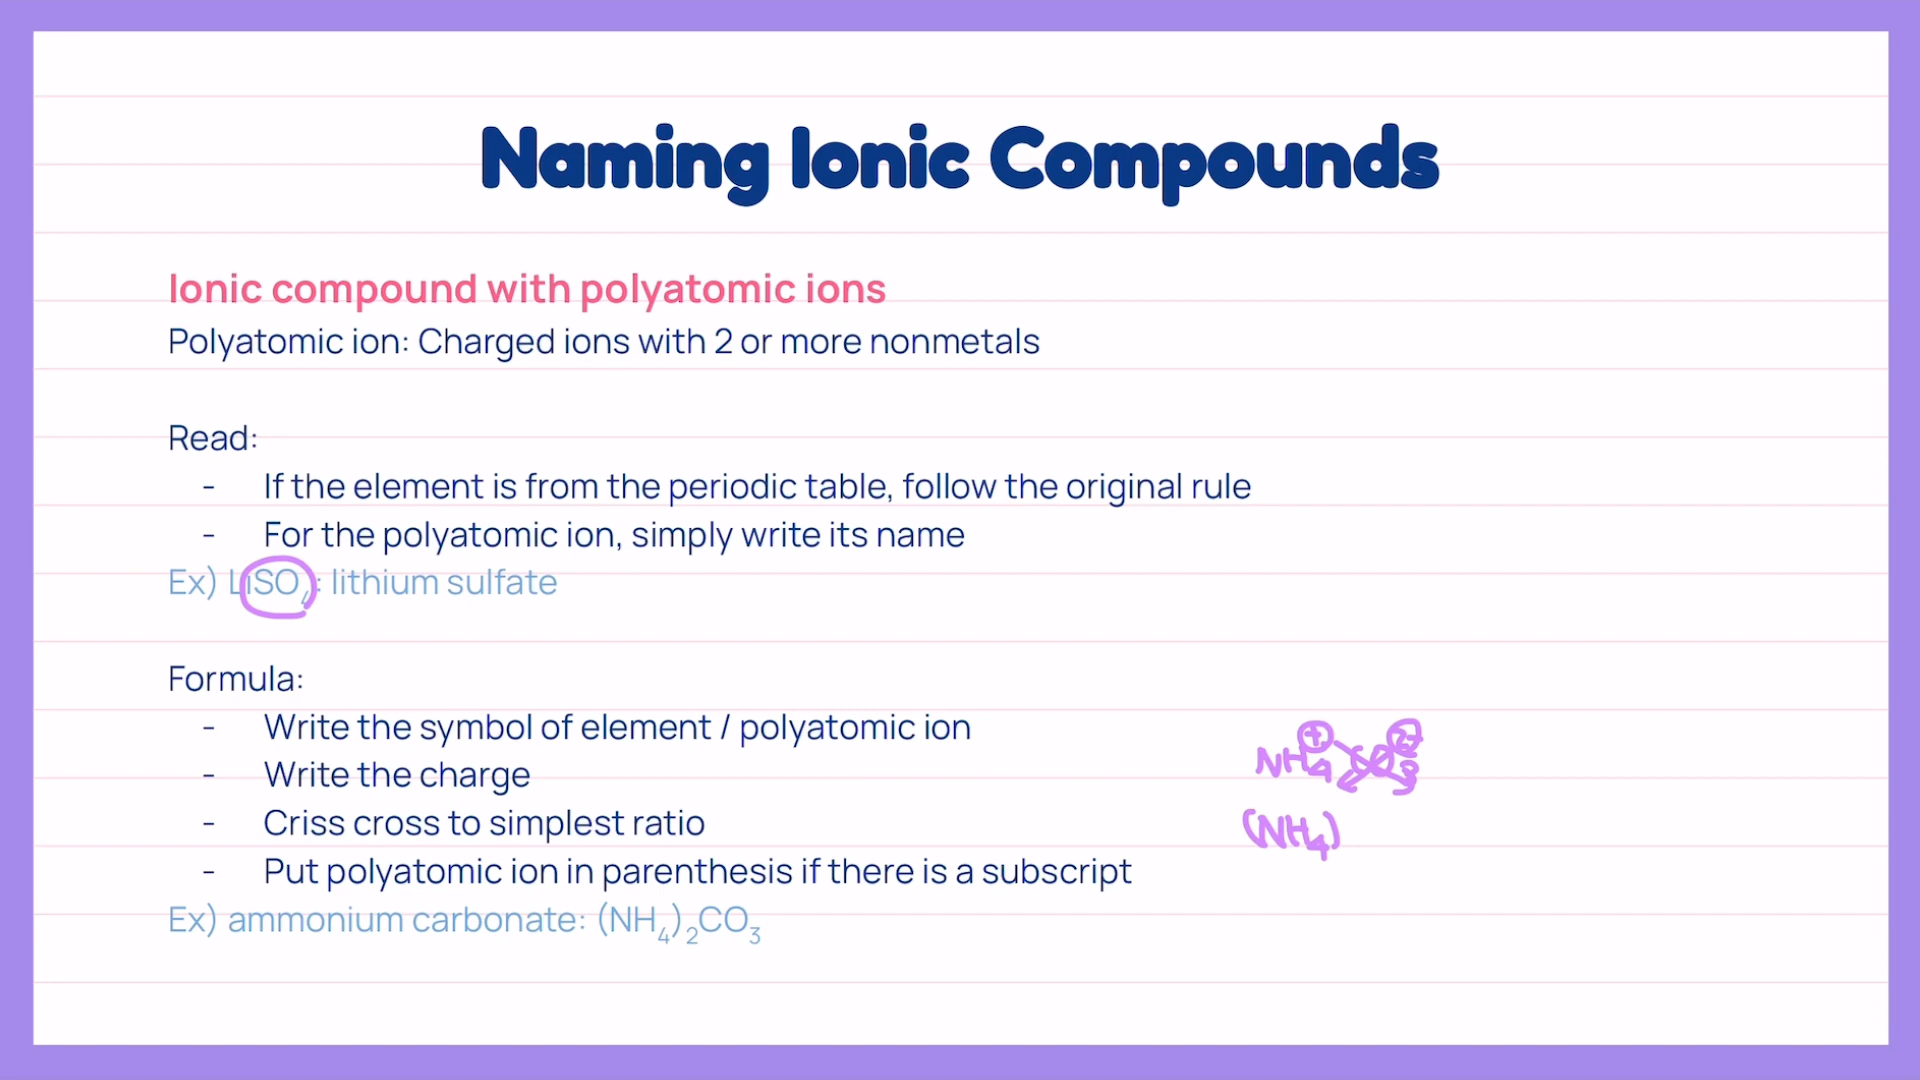 Naming Ionic Compounds
Ionic compound with polyatomic ions
Polyatomic ion: Charged ions with 2 or more nonmetals
Read:
- If the element is from the periodic table, follow the original rule
- For the polyatomic ion, simply write its name
Ex) LiSO₄: lithium sulfate
Formula:
- Write the symbol of element / polyatomic ion
- Write the charge
- Criss cross to simplest ratio
- Put polyatomic ion in parenthesis if there is a subscript
Ex) ammonium carbonate: (NH₄)₂CO₃
NH₄⁺ CO₃²⁻
(NH₄)